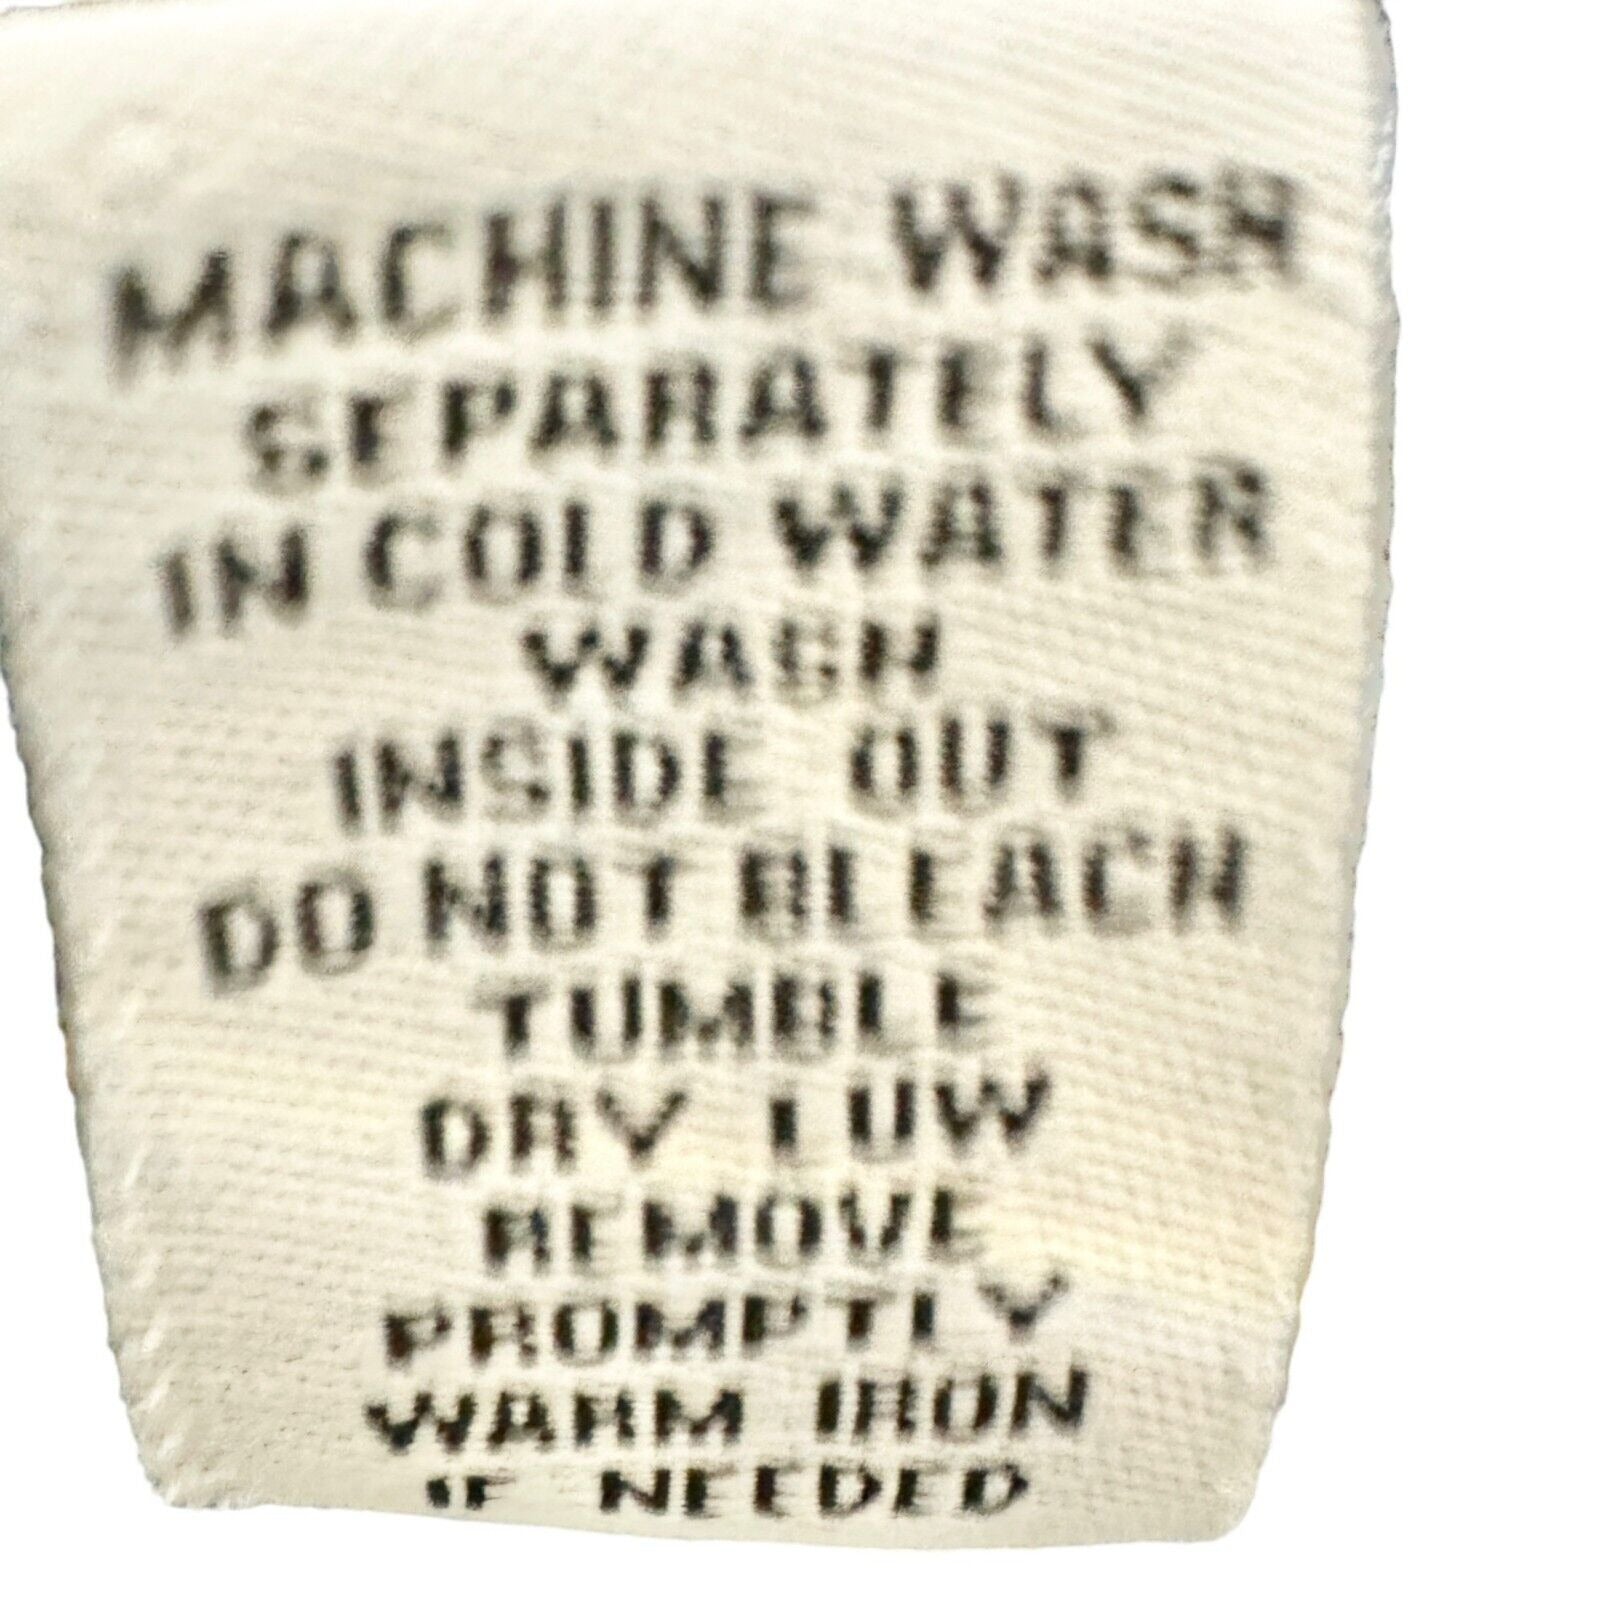 MACHINE WASH
SEPARATELY
IN COLD WATER
WASH
INSIDE OUT
DO NOT BLEACH
TUMBLE
DRY LOW
REMOVE
PROMPTLY
WARM IRON
IF NEEDED